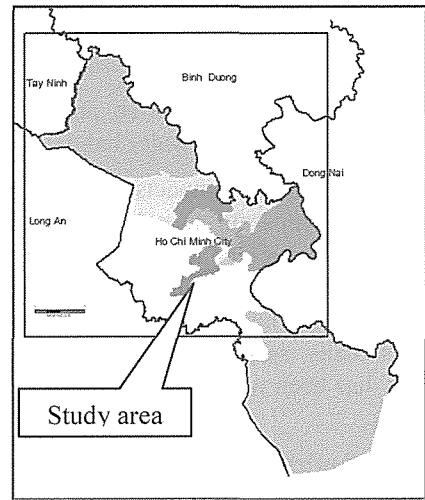 Tay Ninh
Binh Duong
Dong Nai
Long An
Ho Chi Minh City
Study area